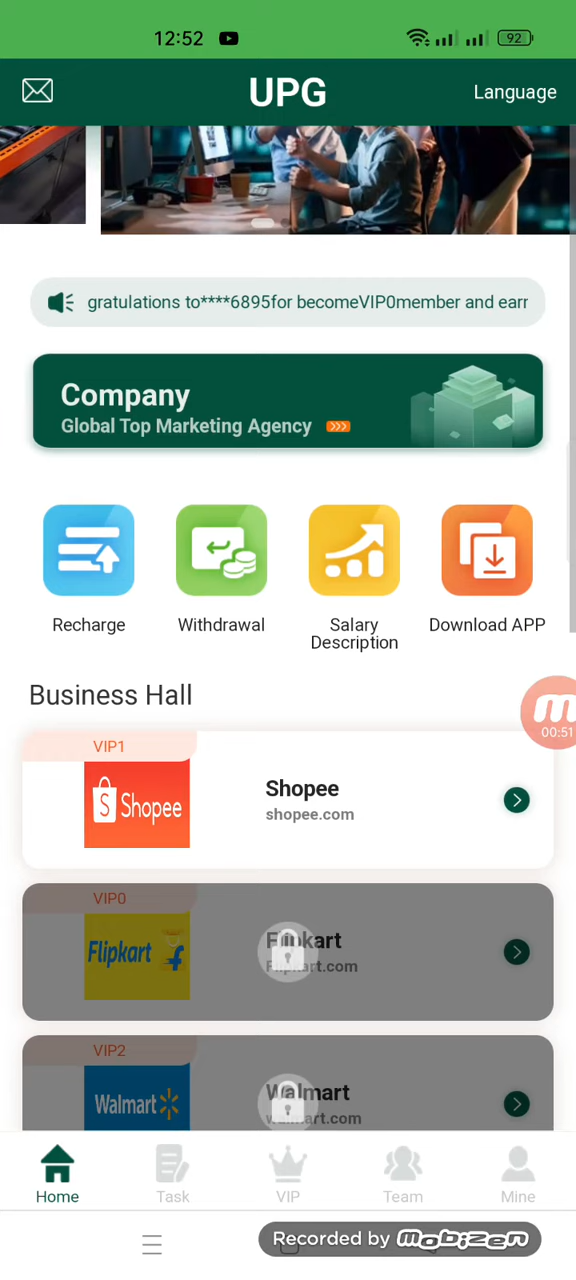 12:52
92
UPG
Language
gratulations to****6895for becomeVIP0member and earr
Company
Global Top Marketing Agency
Recharge
Withdrawal
Salary
Description
Download APP
Business Hall
00:51
VIP1
Shopee
Shopee
shopee.com
VIP0
Flipkart
Flipkart
Flipkart.com
VIP2
Walmart
Walmart
walmart.com
Home
Task
VIP
Team
Mine
Recorded by mobizen